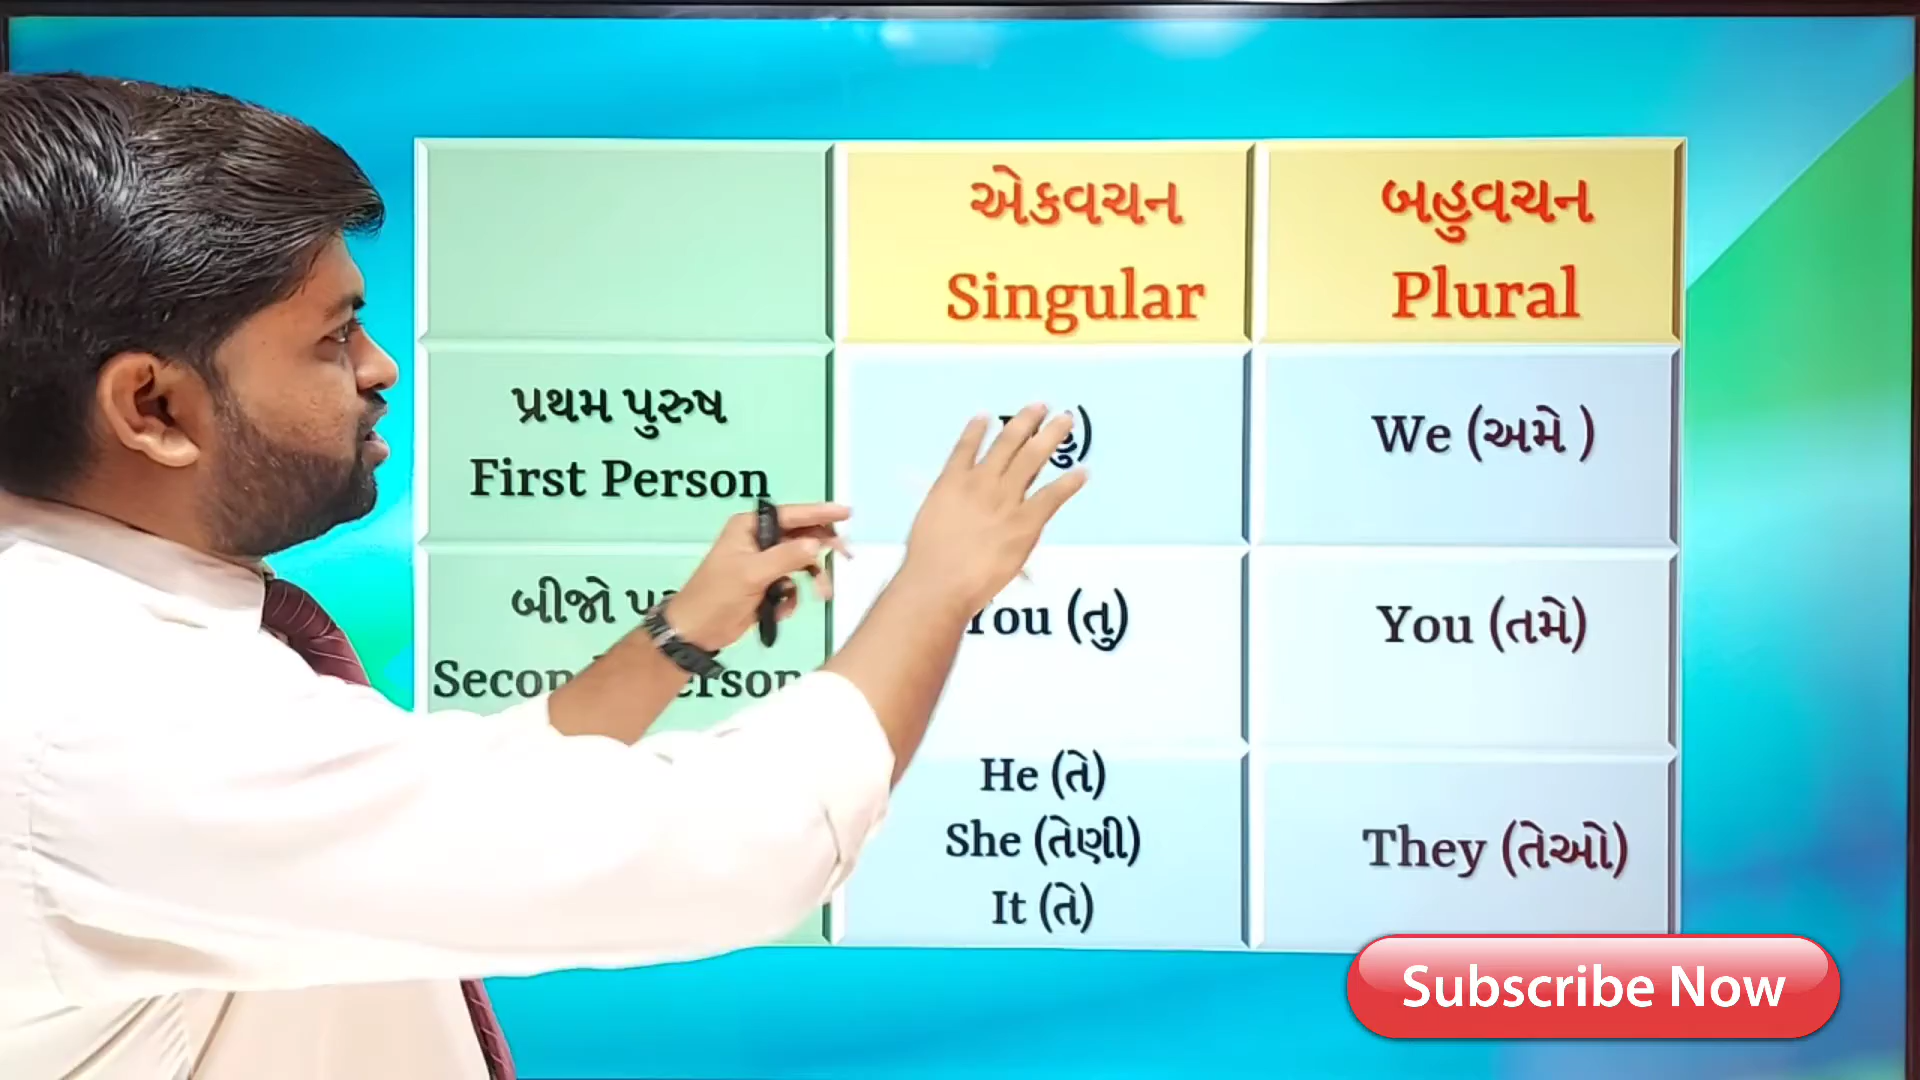 એકવચન
Singular
બહુવચન
Plural
પ્રથમ પુરુષ
First Person
We (અમે )
બીજો
You (તુ)
You (તમે)
He (તે)
She (તેણી)
It (તે)
They (તેઓ)
Subscribe Now